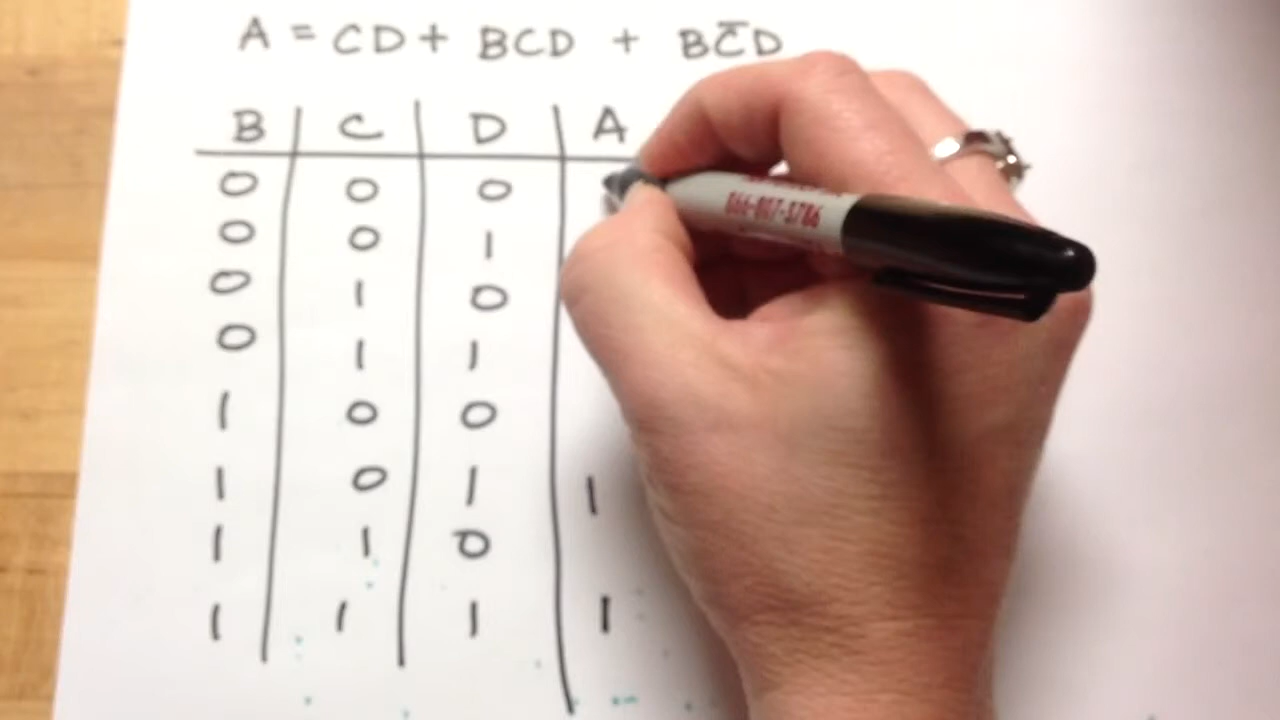 A = CD + BCD + BC̅D
B C D A
0 0 0
0 0 1
0 1 0
0 1 1
1 0 0
1 0 1 1
1 1 0
1 1 1 1